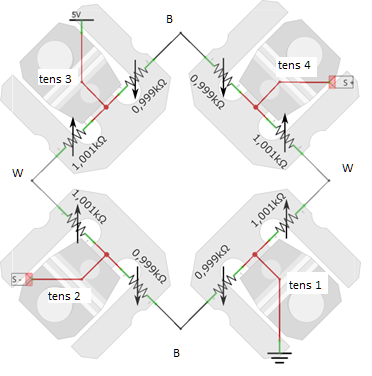 5V
B
tens 3
tens 4
S+
0,999kΩ
0,999kΩ
1,001kΩ
1,001kΩ
W
W
1,001kΩ
1,001kΩ
0,999kΩ
0,999kΩ
S-
tens 2
tens 1
B